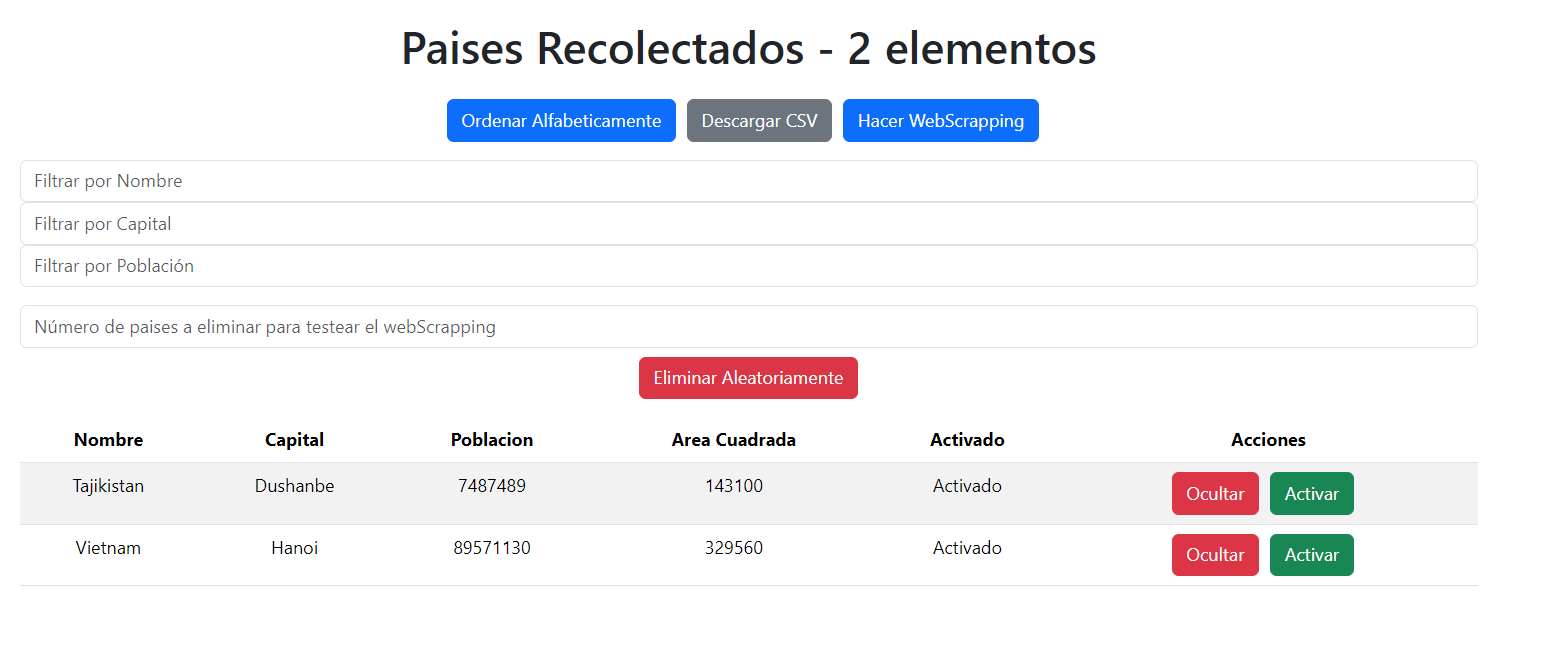 Paises Recolectados - 2 elementos
Ordenar Alfabeticamente Descargar CSV Hacer WebScrapping
Filtrar por Nombre
Filtrar por Capital
Filtrar por Población
Número de paises a eliminar para testear el webScrapping
Eliminar Aleatoriamente
Nombre Capital Poblacion Area Cuadrada Activado Acciones
Tajikistan Dushanbe 7487489 143100 Activado Ocultar Activar
Vietnam Hanoi 89571130 329560 Activado Ocultar Activar